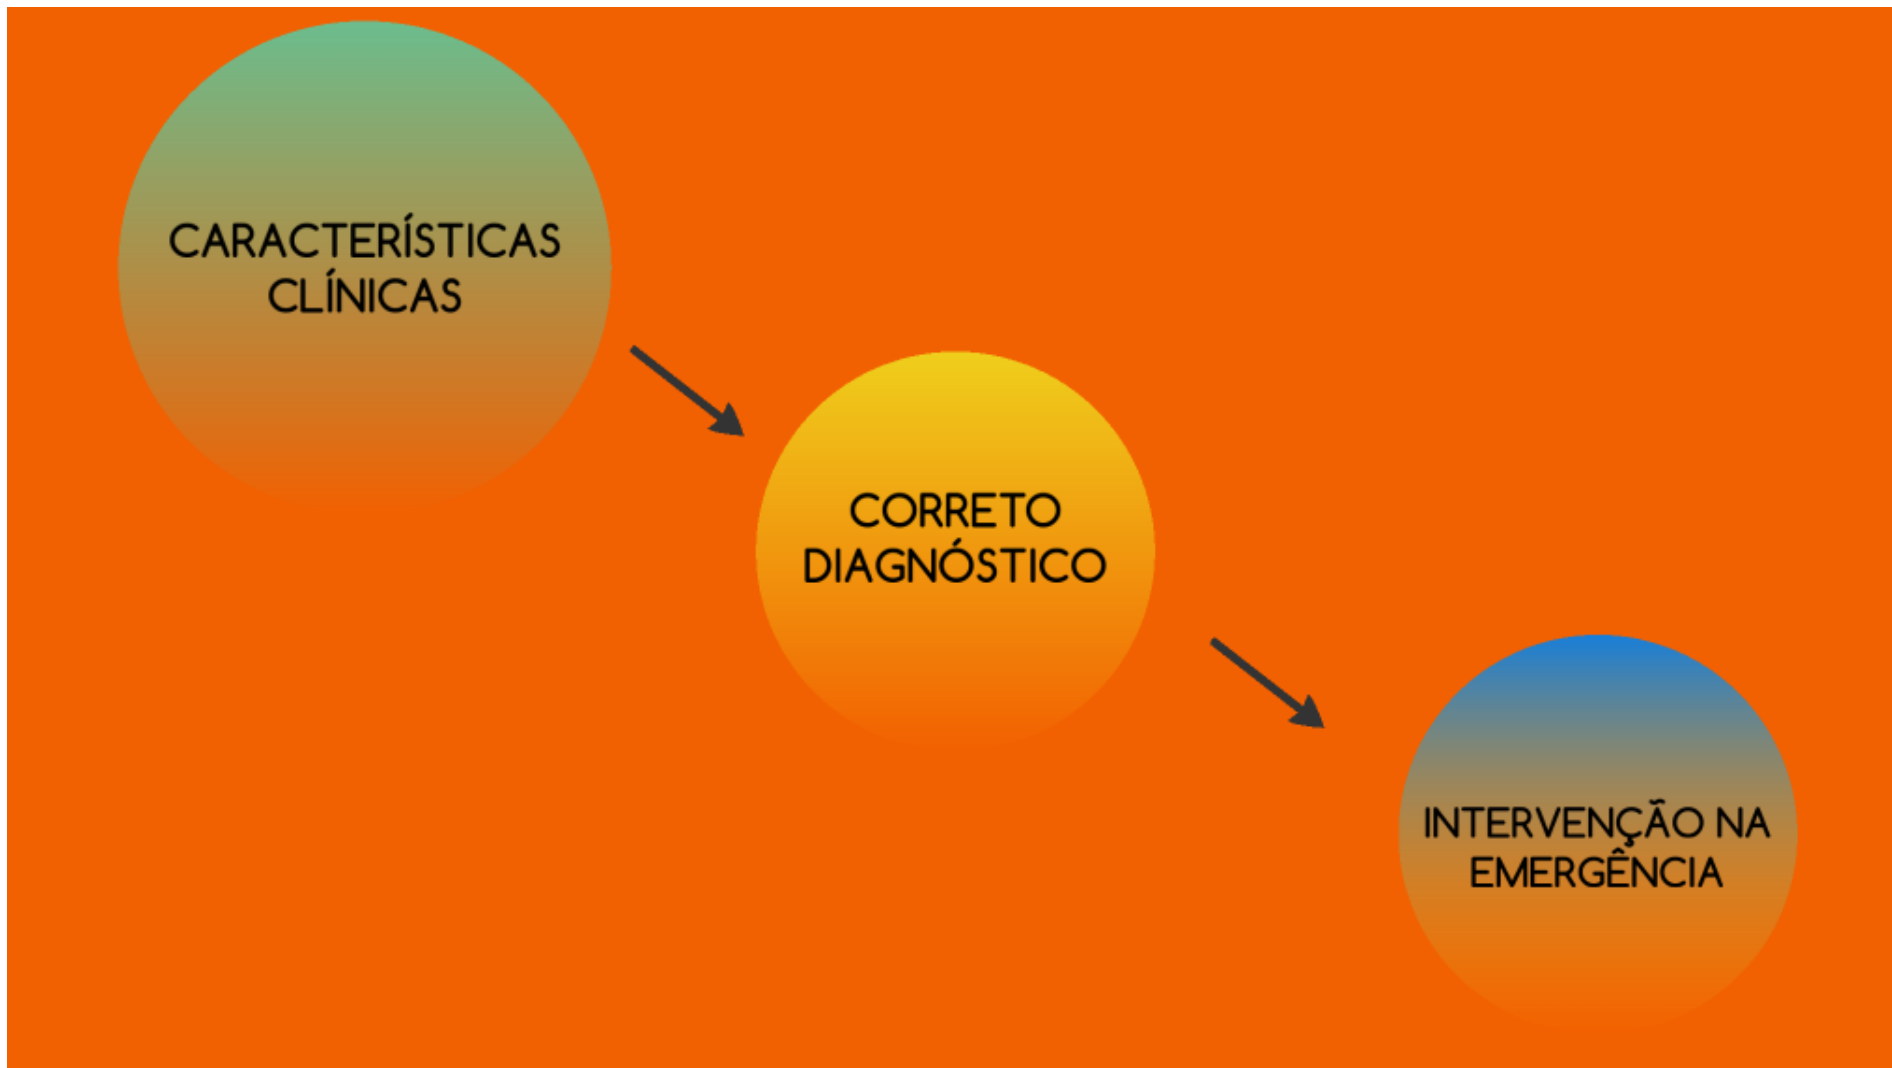 CARACTERÍSTICAS
CLÍNICAS
CORRETO
DIAGNÓSTICO
INTERVENÇÃO NA
EMERGÊNCIA